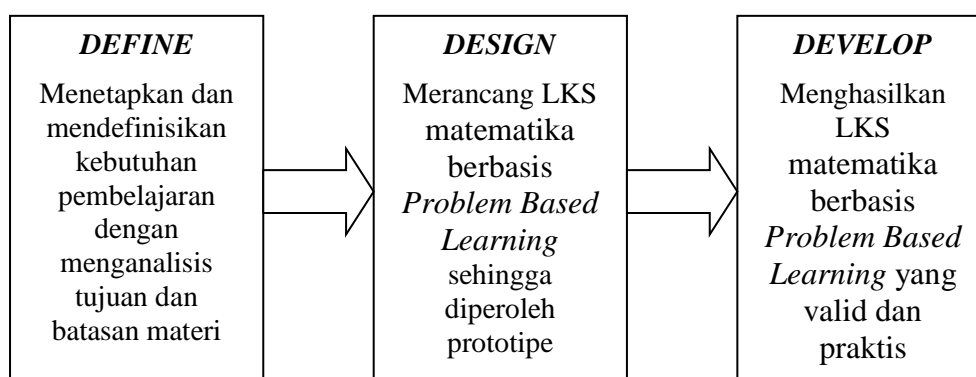 DEFINE
Menetapkan dan
mendefinisikan
kebutuhan
pembelajaran
dengan
menganalisis
tujuan dan
batasan materi
DESIGN
Merancang LKS
matematika
berbasis
Problem Based
Learning
sehingga
diperoleh
prototipe
DEVELOP
Menghasilkan
LKS
matematika
berbasis
Problem Based
Learning yang
valid dan
praktis